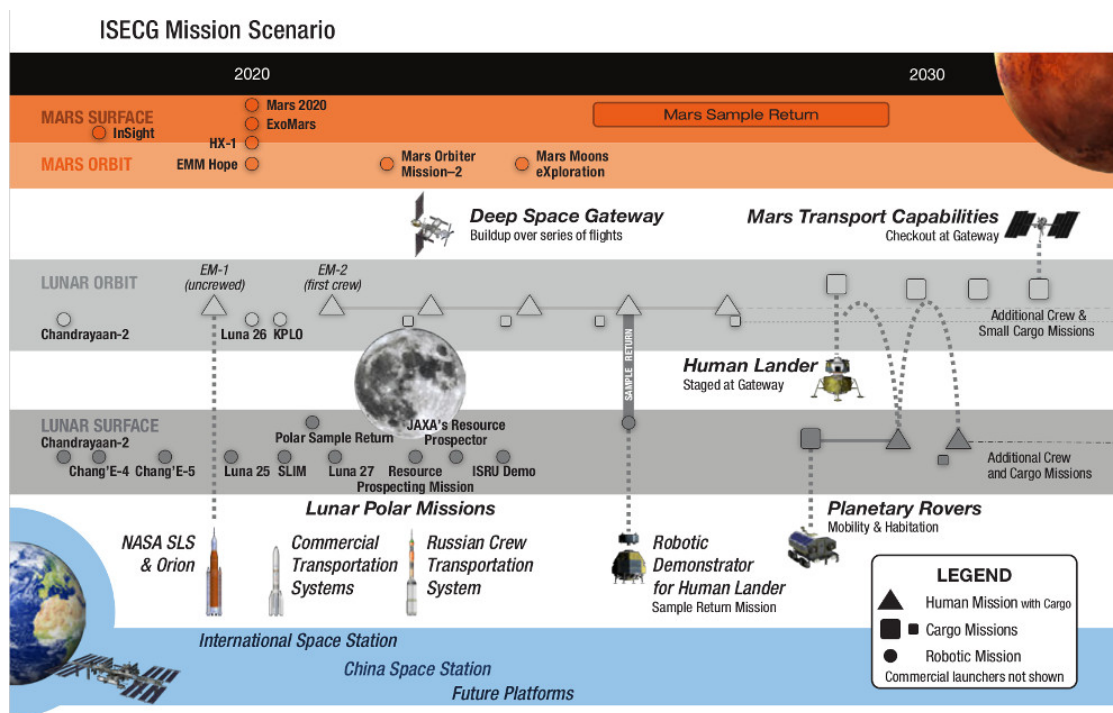 ISECG Mission Scenario
2020
2030
MARS SURFACE
InSight
Mars 2020
ExoMars
HX-1
Mars Sample Return
MARS ORBIT
EMM Hope
Mars Orbiter
Mission–2
Mars Moons
eXploration
Deep Space Gateway
Buildup over series of flights
Mars Transport Capabilities
Checkout at Gateway
LUNAR ORBIT
EM-1
(uncrewed)
EM-2
(first crew)
Chandrayaan-2
Luna 26
KPLO
Additional Crew &
Small Cargo Missions
SAMPLE RETURN
Human Lander
Staged at Gateway
LUNAR SURFACE
Chandrayaan-2
Chang'E-4
Chang'E-5
Luna 25
SLIM
Polar Sample Return
Luna 27
JAXA's Resource
Prospector
Resource
Prospecting Mission
ISRU Demo
Additional Crew
and Cargo Missions
Lunar Polar Missions
NASA SLS
& Orion
Commercial
Transportation
Systems
Russian Crew
Transportation
System
Robotic
Demonstrator
for Human Lander
Sample Return Mission
Planetary Rovers
Mobility & Habitation
LEGEND
Human Mission with Cargo
Cargo Missions
Robotic Mission
Commercial launchers not shown
International Space Station
China Space Station
Future Platforms